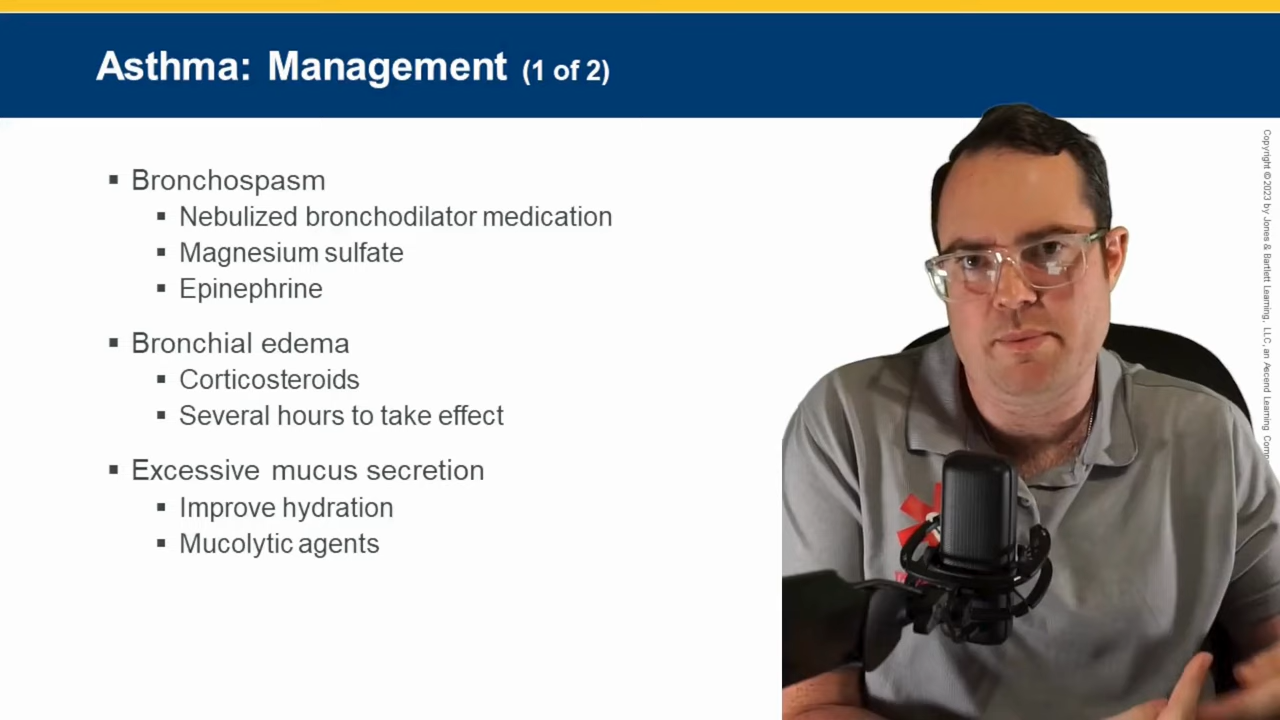 Asthma: Management (1 of 2)
▪ Bronchospasm
▪ Nebulized bronchodilator medication
▪ Magnesium sulfate
▪ Epinephrine
▪ Bronchial edema
▪ Corticosteroids
▪ Several hours to take effect
▪ Excessive mucus secretion
▪ Improve hydration
▪ Mucolytic agents
Copyright ©2023 by Jones & Bartlett Learning, LLC, an Ascend Learning